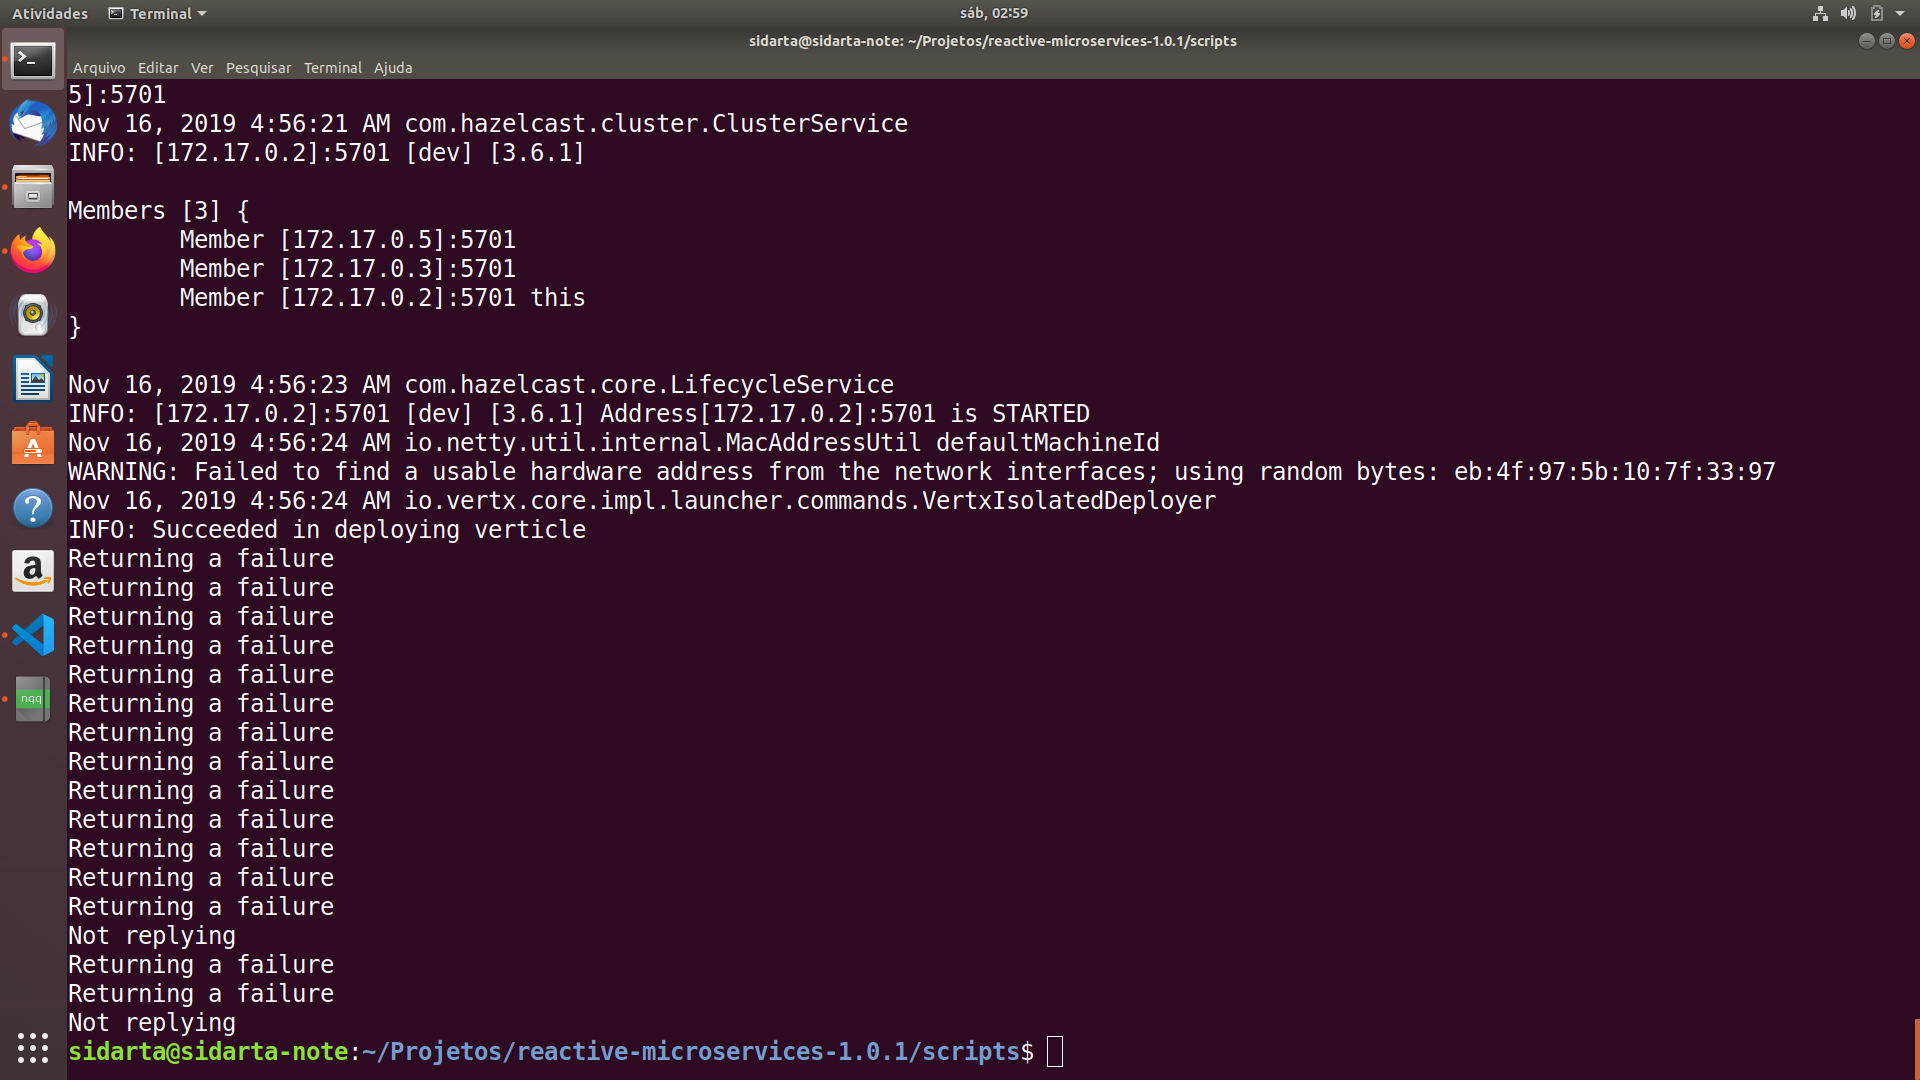 Atividades Terminal sáb, 02:59
sidarta@sidarta-note: ~/Projetos/reactive-microservices-1.0.1/scripts
Arquivo Editar Ver Pesquisar Terminal Ajuda
5]:5701
Nov 16, 2019 4:56:21 AM com.hazelcast.cluster.ClusterService
INFO: [172.17.0.2]:5701 [dev] [3.6.1]
Members [3] {
Member [172.17.0.5]:5701
Member [172.17.0.3]:5701
Member [172.17.0.2]:5701 this
}
Nov 16, 2019 4:56:23 AM com.hazelcast.core.LifecycleService
INFO: [172.17.0.2]:5701 [dev] [3.6.1] Address[172.17.0.2]:5701 is STARTED
Nov 16, 2019 4:56:24 AM io.netty.util.internal.MacAddressUtil defaultMachineId
WARNING: Failed to find a usable hardware address from the network interfaces; using random bytes: eb:4f:97:5b:10:7f:33:97
Nov 16, 2019 4:56:24 AM io.vertx.core.impl.launcher.commands.VertxIsolatedDeployer
INFO: Succeeded in deploying verticle
Returning a failure
Returning a failure
Returning a failure
Returning a failure
Returning a failure
Returning a failure
Returning a failure
Returning a failure
Returning a failure
Returning a failure
Returning a failure
Returning a failure
Returning a failure
Not replying
Returning a failure
Returning a failure
Not replying
sidarta@sidarta-note:~/Projetos/reactive-microservices-1.0.1/scripts$
nqq